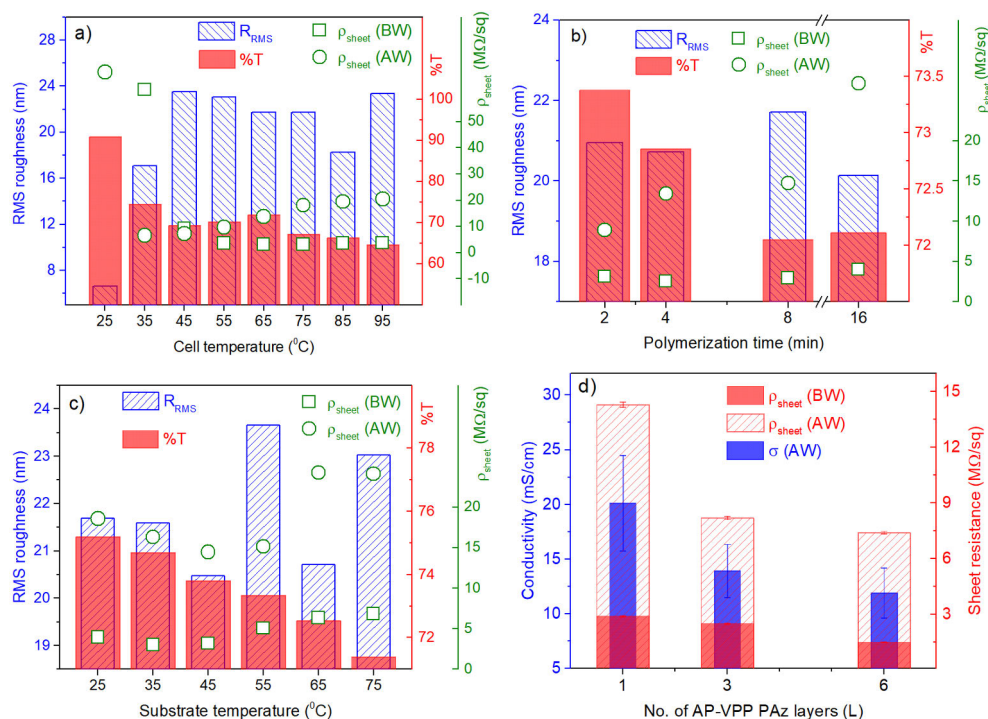 a)
R_RMS
%T
ρ_sheet (BW)
ρ_sheet (AW)
28
24
20
16
12
8
RMS roughness (nm)
%T
100
90
80
70
60
ρ_sheet (MΩ/sq)
50
40
30
20
10
0
-10
25 35 45 55 65 75 85 95
Cell temperature (⁰C)
b)
R_RMS
%T
ρ_sheet (BW)
ρ_sheet (AW)
24
22
20
18
RMS roughness (nm)
%T
73.5
73
72.5
72
ρ_sheet (MΩ/sq)
20
15
10
5
0
2 4 8 16
Polymerization time (min)
c)
R_RMS
%T
ρ_sheet (BW)
ρ_sheet (AW)
24
23
22
21
20
19
RMS roughness (nm)
%T
78
76
74
72
ρ_sheet (MΩ/sq)
20
15
10
5
0
25 35 45 55 65 75
Substrate temperature (⁰C)
d)
ρ_sheet (BW)
ρ_sheet (AW)
σ (AW)
30
25
20
15
10
5
Conductivity (mS/cm)
15
12
9
6
3
Sheet resistance (MΩ/sq)
1 3 6
No. of AP-VPP PAz layers (L)